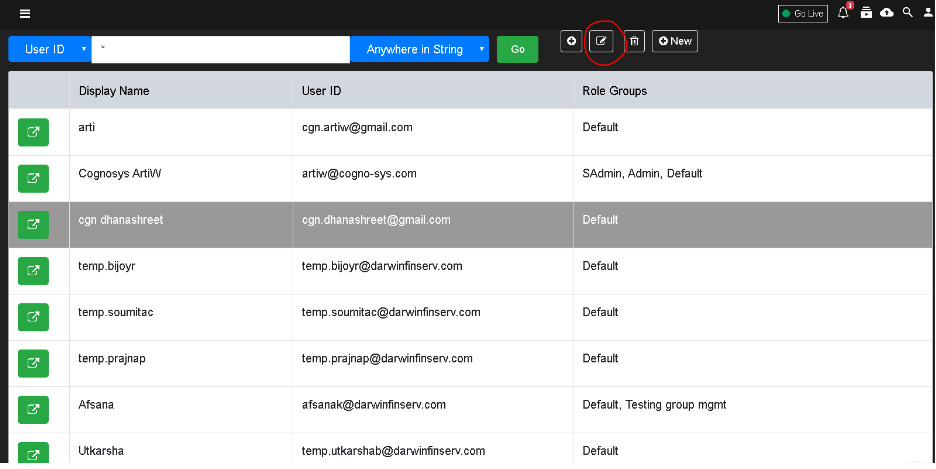 Go Live 3
User ID * Anywhere in String Go New
Display Name User ID Role Groups
arti cgn.artiw@gmail.com Default
Cognosys ArtiW artiw@cogno-sys.com SAdmin, Admin, Default
cgn dhanashreet cgn.dhanashreet@gmail.com Default
temp.bijoyr temp.bijoyr@darwinfinserv.com Default
temp.soumitac temp.soumitac@darwinfinserv.com Default
temp.prajnap temp.prajnap@darwinfinserv.com Default
Afsana afsanak@darwinfinserv.com Default, Testing group mgmt
Utkarsha temp.utkarshab@darwinfinserv.com Default